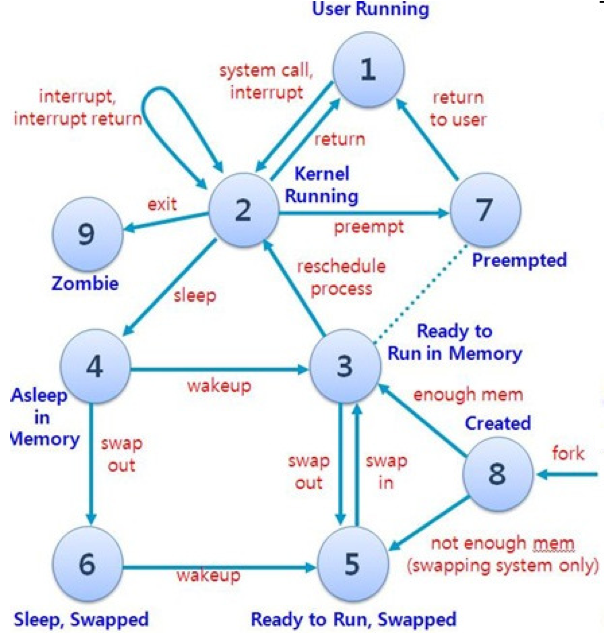 User Running
1
system call,
interrupt
interrupt,
interrupt return
return
to user
return
Kernel
Running
2
7
exit
9
preempt
Preempted
Zombie
reschedule
process
sleep
Ready to
Run in Memory
4
3
wakeup
enough mem
Asleep
in
Memory
Created
swap
out
swap
out
swap
in
8
fork
not enough mem
(swapping system only)
6
5
wakeup
Sleep, Swapped
Ready to Run, Swapped